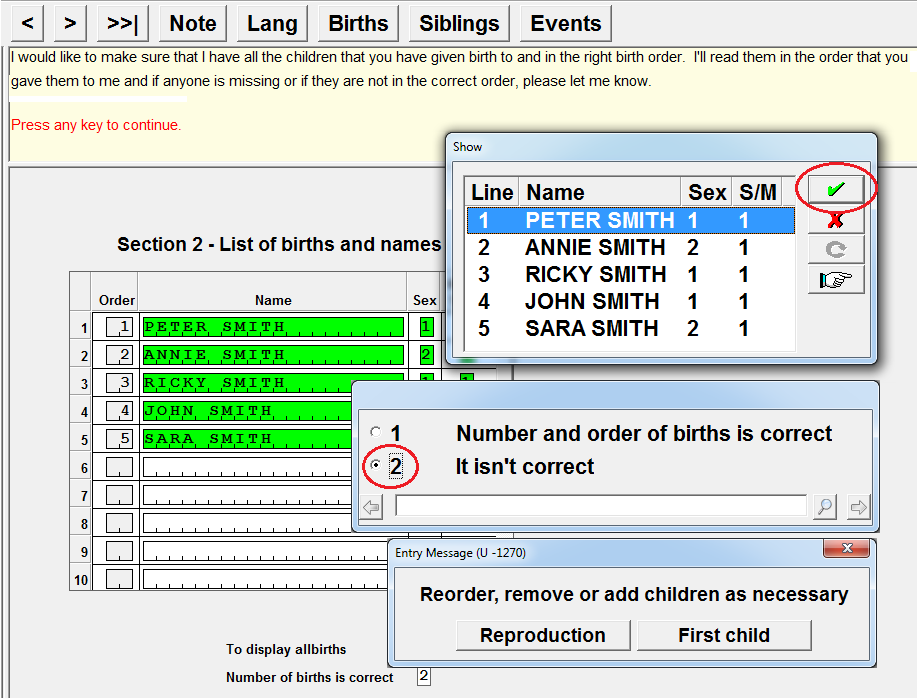 < > >>| Note Lang Births Siblings Events
I would like to make sure that I have all the children that you have given birth to and in the right birth order.  I'll read them in the order that you
gave them to me and if anyone is missing or if they are not in the correct order, please let me know.
Press any key to continue.
Show
Line Name Sex S/M
1 PETER SMITH 1 1
2 ANNIE SMITH 2 1
3 RICKY SMITH 1 1
4 JOHN SMITH 1 1
5 SARA SMITH 2 1
Section 2 - List of births and names
Order Name Sex
1 1 PETER SMITH 1
2 2 ANNIE SMITH 2
3 3 RICKY SMITH 1 1
4 4 JOHN SMITH
5 5 SARA SMITH
6
7
8
9
10
1 Number and order of births is correct
2 It isn't correct
Entry Message (U -1270)
Reorder, remove or add children as necessary
Reproduction First child
To display allbirths
Number of births is correct 2